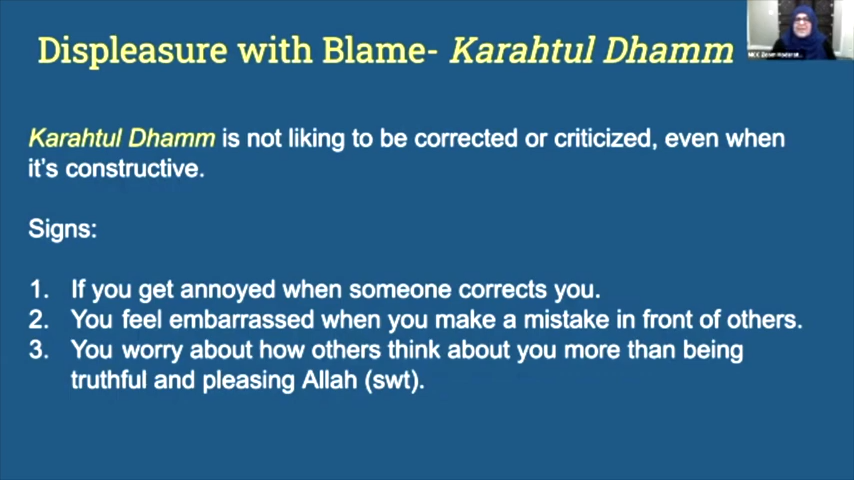 Displeasure with Blame- Karahtul Dhamm
Karahtul Dhamm is not liking to be corrected or criticized, even when
it's constructive.
Signs:
1. If you get annoyed when someone corrects you.
2. You feel embarrassed when you make a mistake in front of others.
3. You worry about how others think about you more than being
truthful and pleasing Allah (swt).